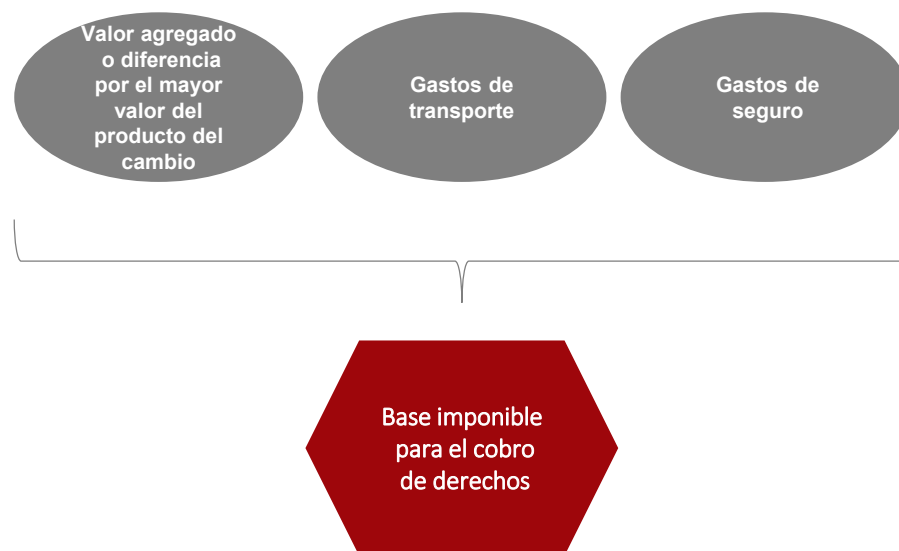 Valor agregado
o diferencia
por el mayor
valor del
producto del
cambio
Gastos de
transporte
Gastos de
seguro
Base imponible
para el cobro
de derechos